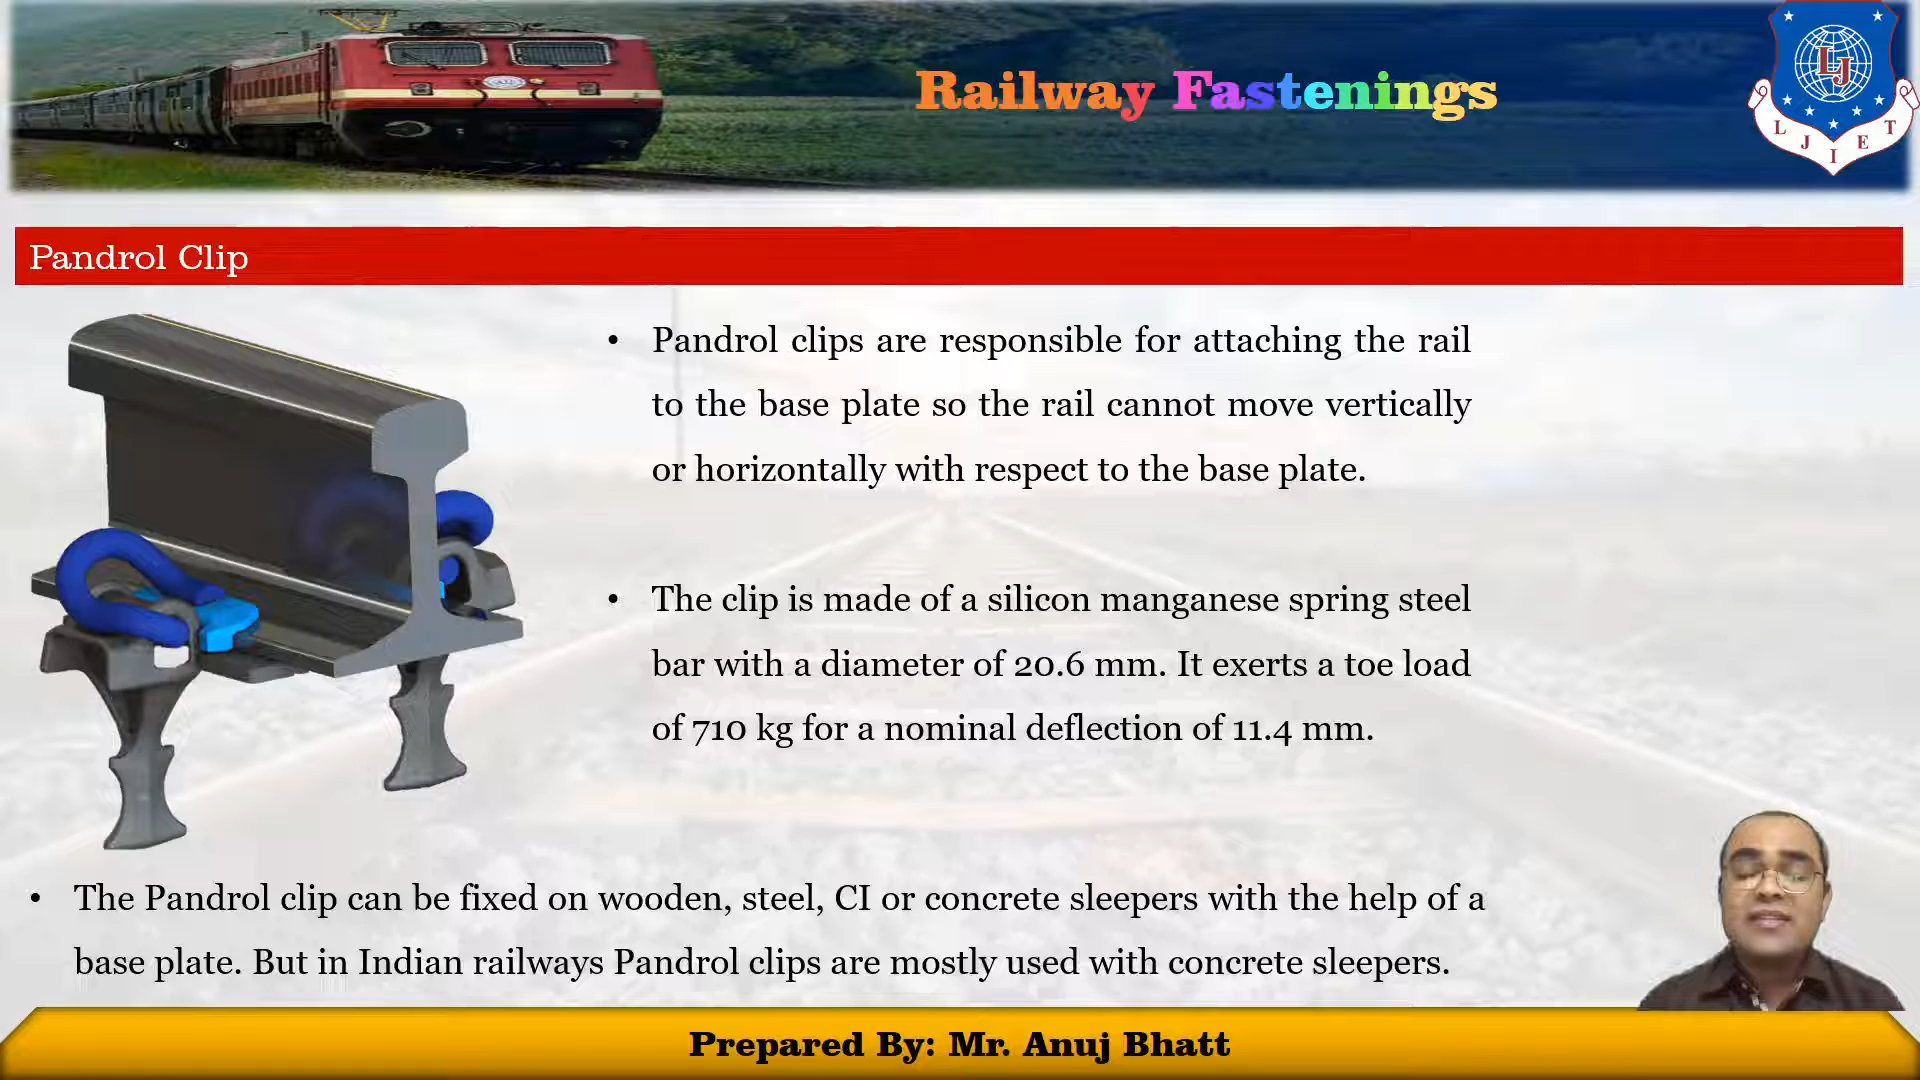 Railway Fastenings
L J I E T
LJ
Pandrol Clip
• Pandrol clips are responsible for attaching the rail
to the base plate so the rail cannot move vertically
or horizontally with respect to the base plate.
• The clip is made of a silicon manganese spring steel
bar with a diameter of 20.6 mm. It exerts a toe load
of 710 kg for a nominal deflection of 11.4 mm.
• The Pandrol clip can be fixed on wooden, steel, CI or concrete sleepers with the help of a
base plate. But in Indian railways Pandrol clips are mostly used with concrete sleepers.
Prepared By: Mr. Anuj Bhatt